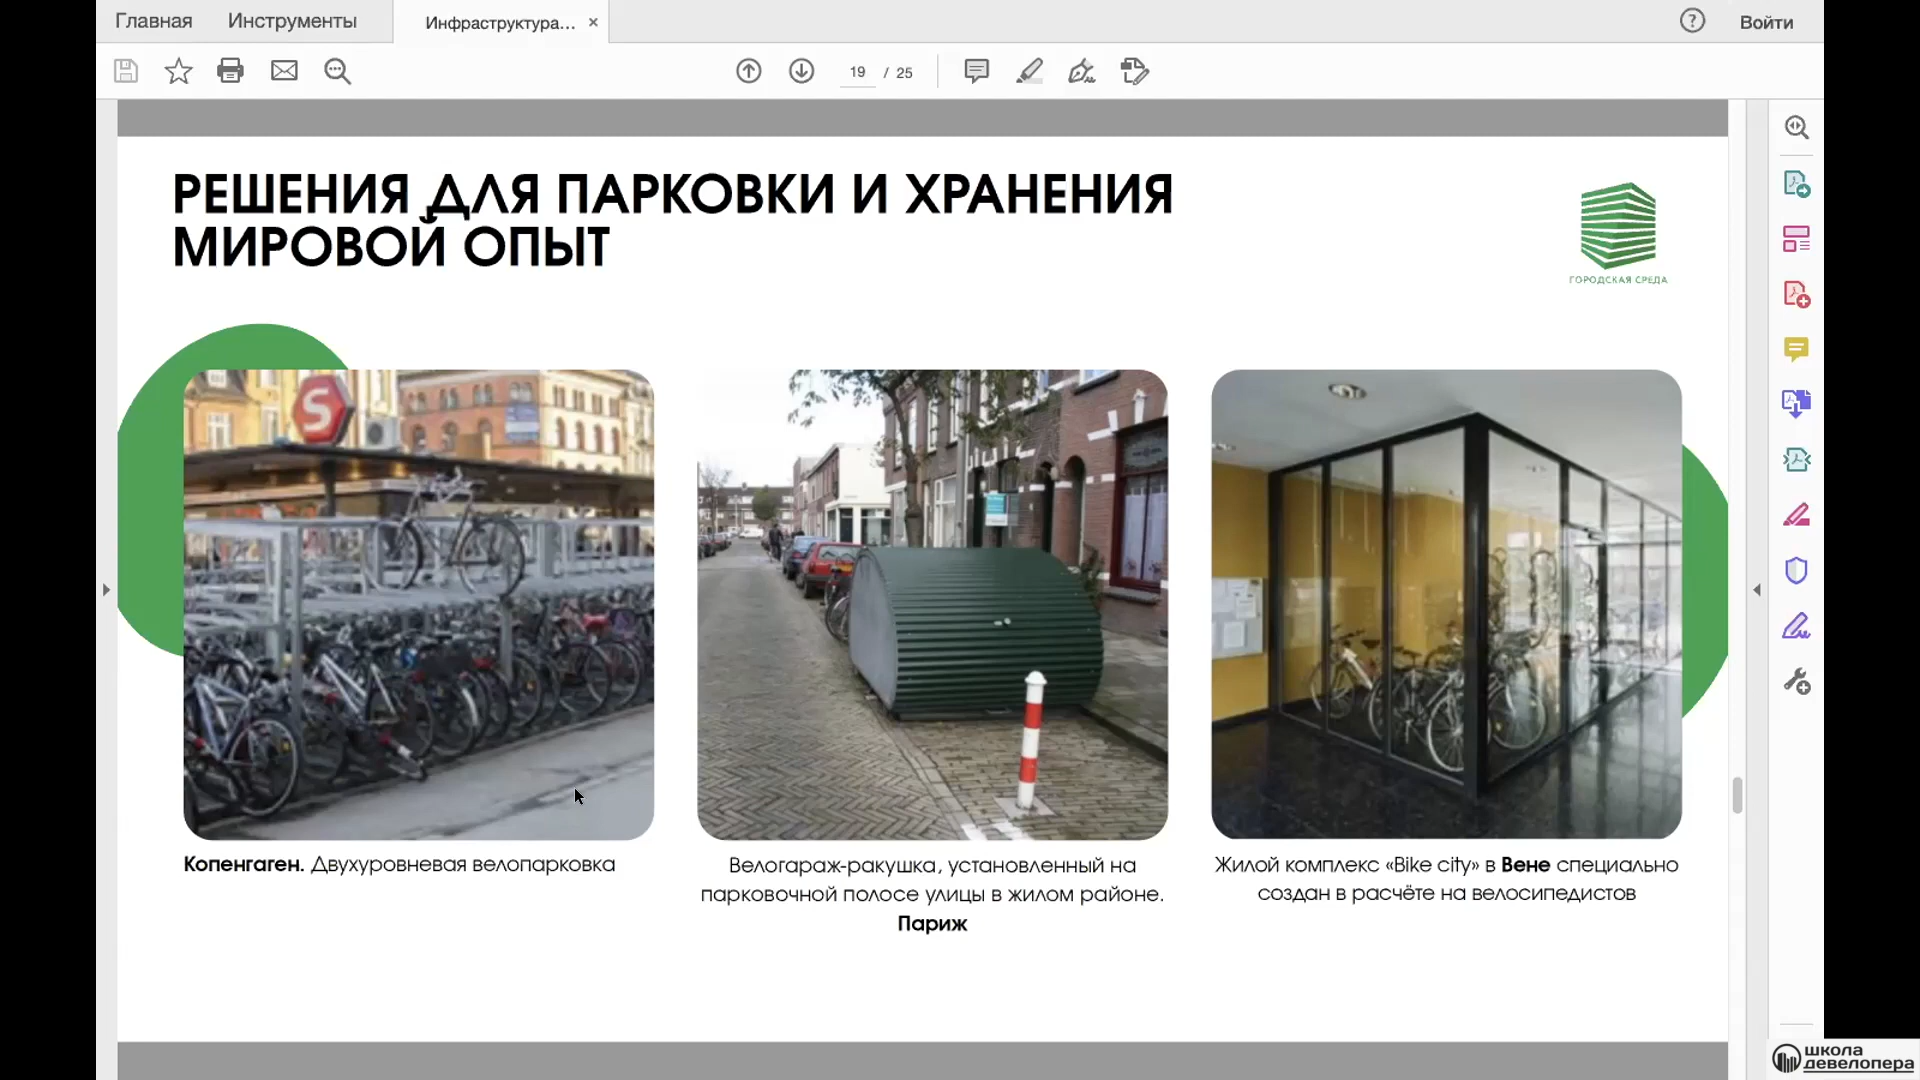 Главная Инструменты Инфраструктура... × ? Войти
19 / 25
РЕШЕНИЯ ДЛЯ ПАРКОВКИ И ХРАНЕНИЯ
МИРОВОЙ ОПЫТ
ГОРОДСКАЯ СРЕДА
S
Копенгаген. Двухуровневая велопарковка
Велогараж-ракушка, установленный на
парковочной полосе улицы в жилом районе.
Париж
Жилой комплекс «Bike city» в Вене специально
создан в расчёте на велосипедистов
школа
девелопера